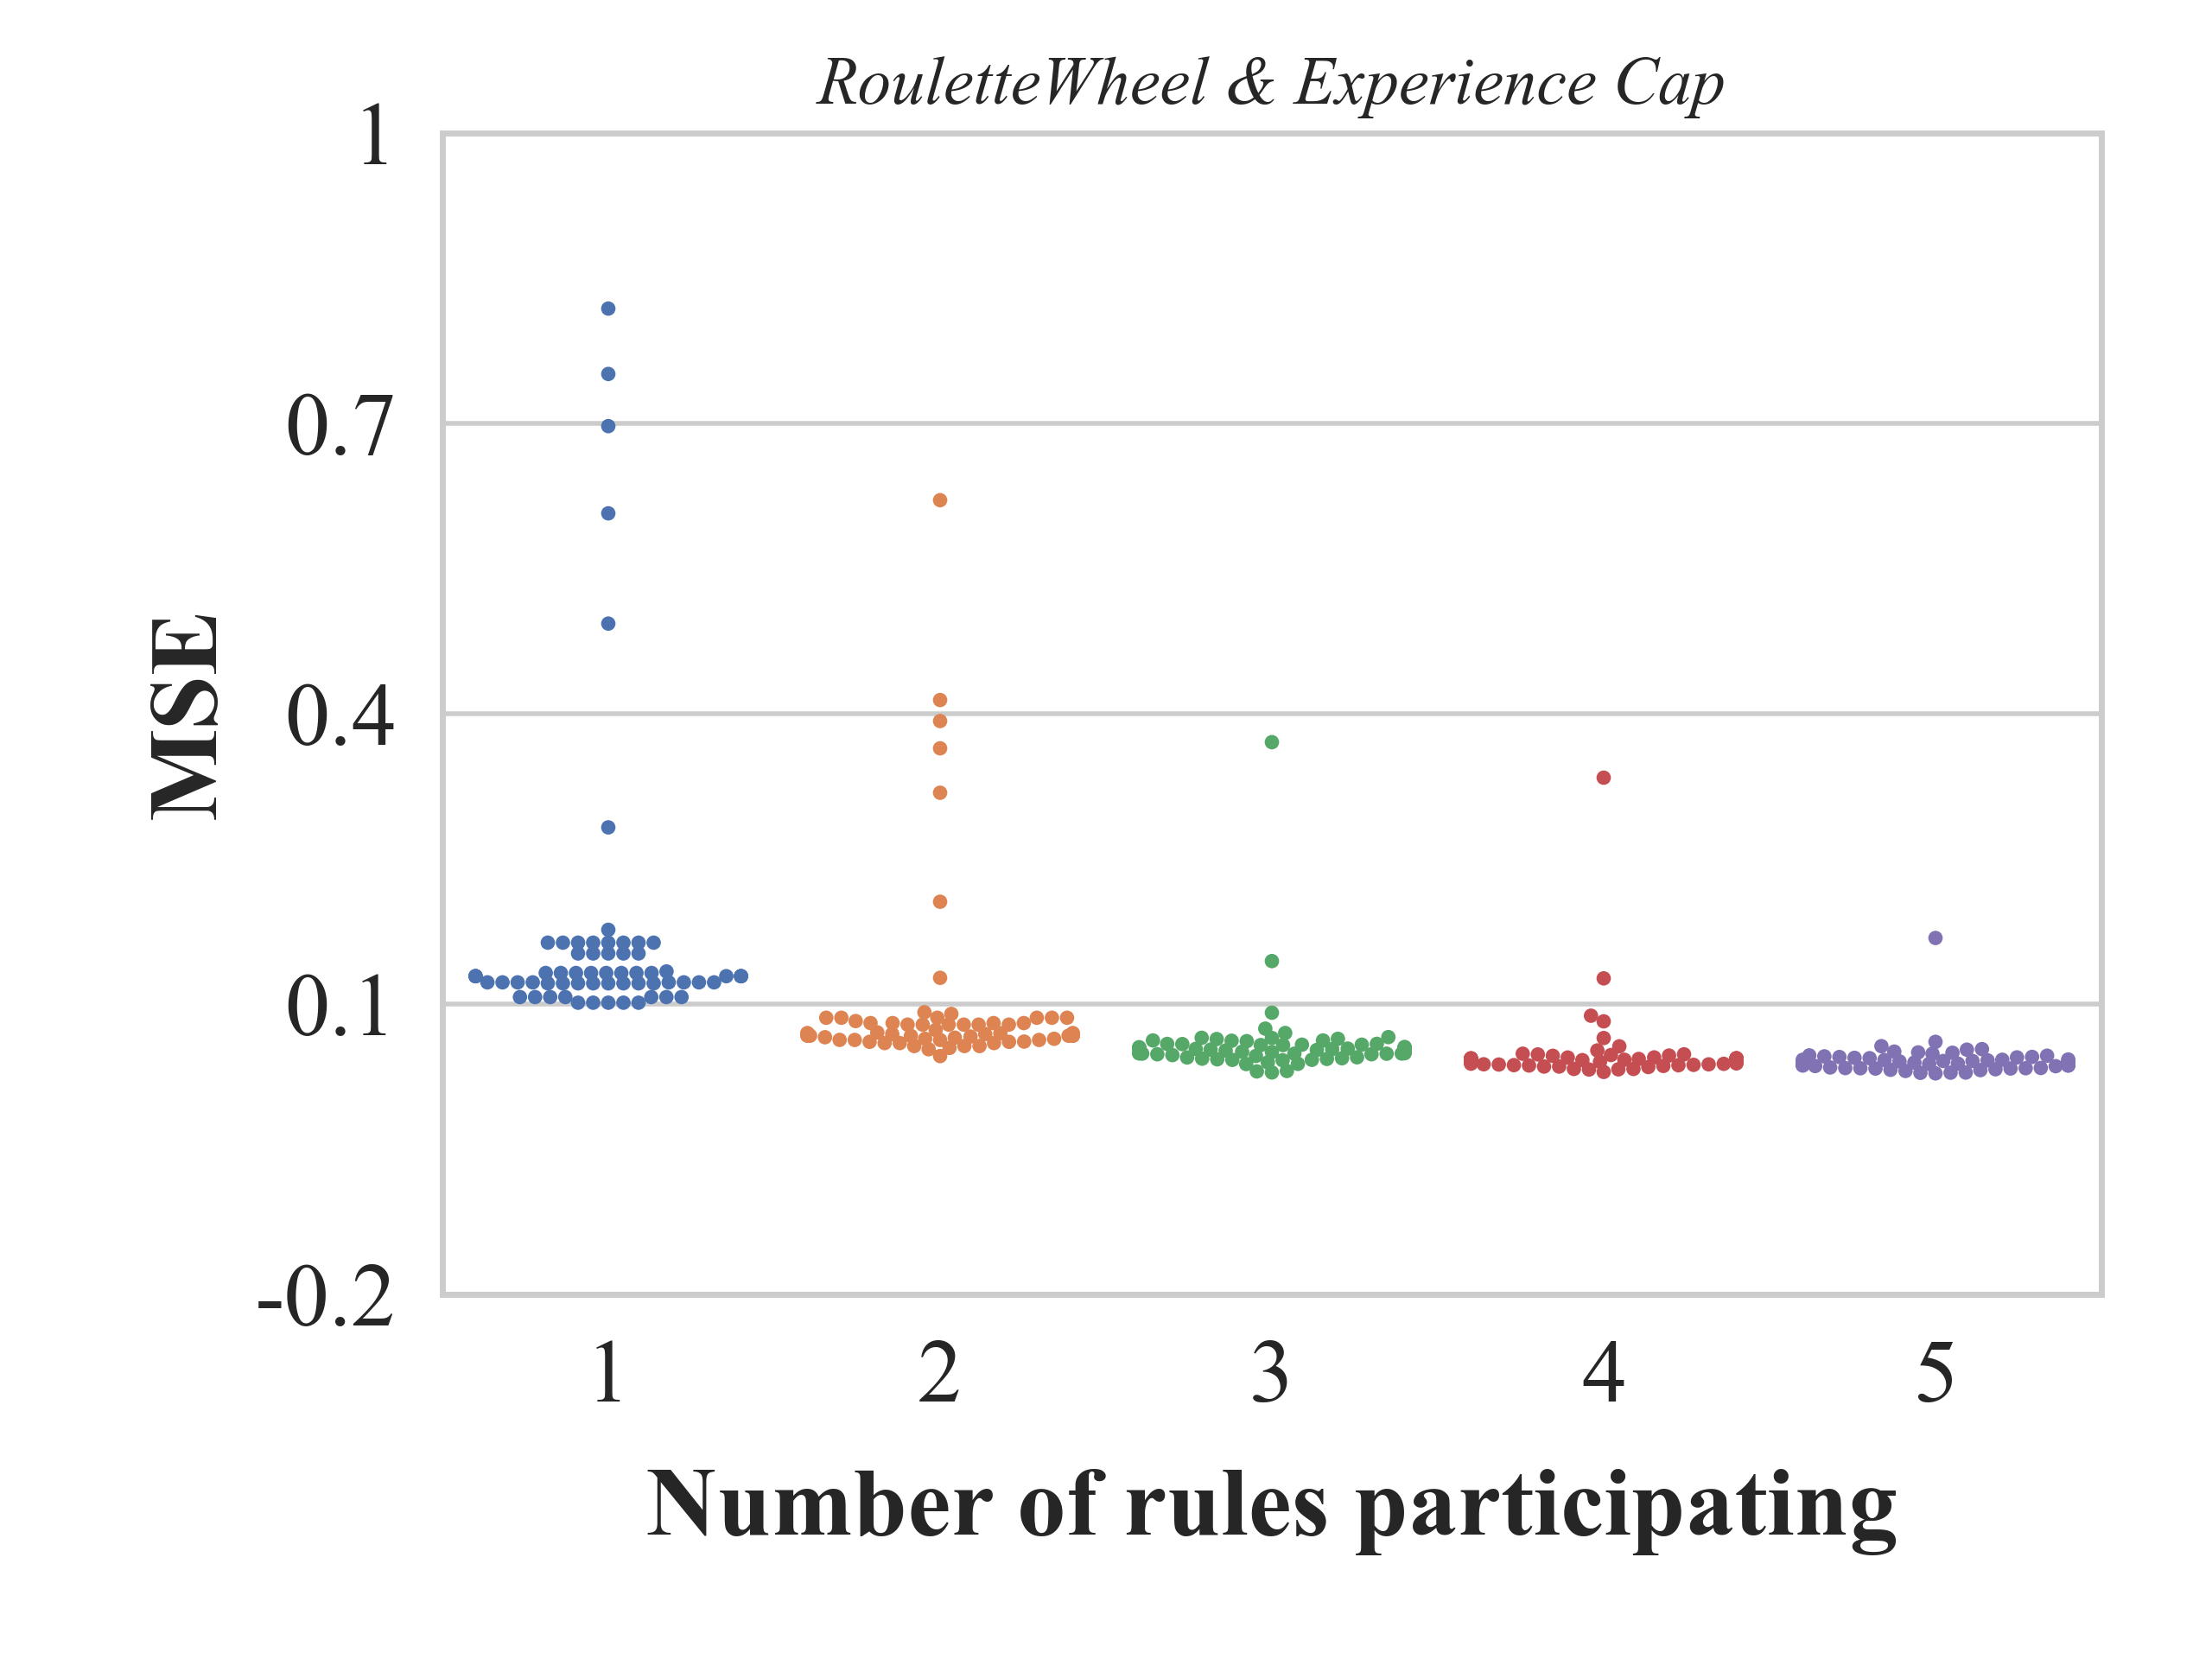 RouletteWheel & Experience Cap
1
0.7
0.4
0.1
-0.2
MSE
1 2 3 4 5
Number of rules participating